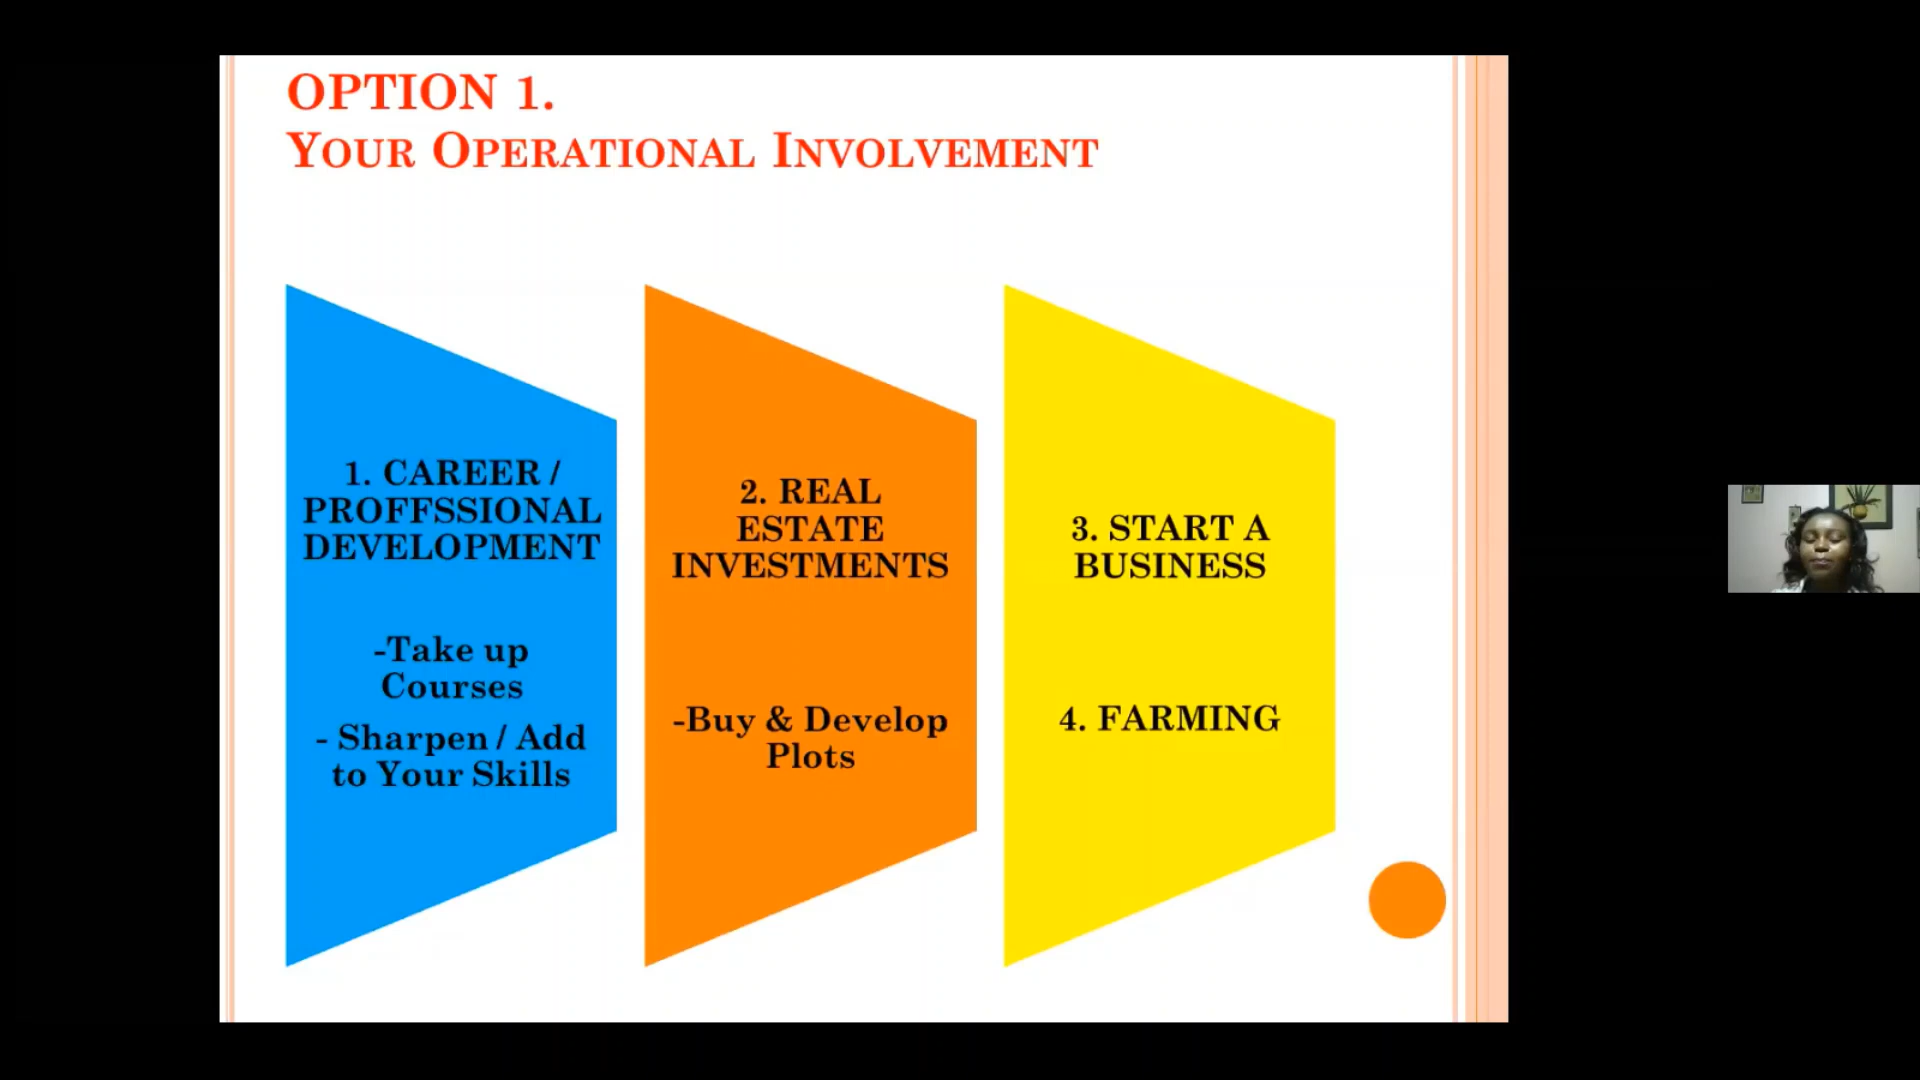 OPTION 1.
YOUR OPERATIONAL INVOLVEMENT
1. CAREER /
PROFFSSIONAL
DEVELOPMENT
-Take up
Courses
- Sharpen / Add
to Your Skills
2. REAL
ESTATE
INVESTMENTS
-Buy & Develop
Plots
3. START A
BUSINESS
4. FARMING